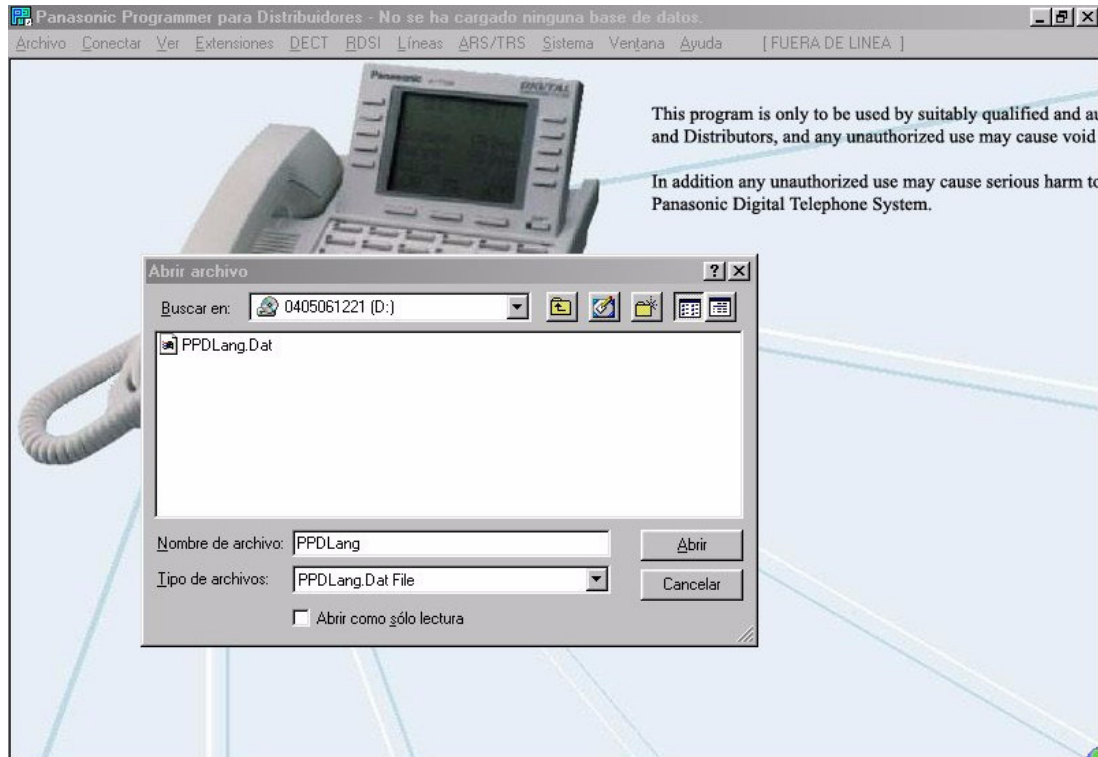 Panasonic Programmer para Distribuidores - No se ha cargado ninguna base de datos.
Archivo Conectar Ver Extensiones DECT RDSI Líneas ARS/TRS Sistema Ventana Ayuda [FUERA DE LINEA ]
Panasonic
DIGITAL
This program is only to be used by suitably qualified and au
and Distributors, and any unauthorized use may cause void
In addition any unauthorized use may cause serious harm to
Panasonic Digital Telephone System.
Abrir archivo
Buscar en: 0405061221 (D:)
PPDLang.Dat
Nombre de archivo: PPDLang Abrir
Tipo de archivos: PPDLang.Dat File Cancelar
Abrir como sólo lectura